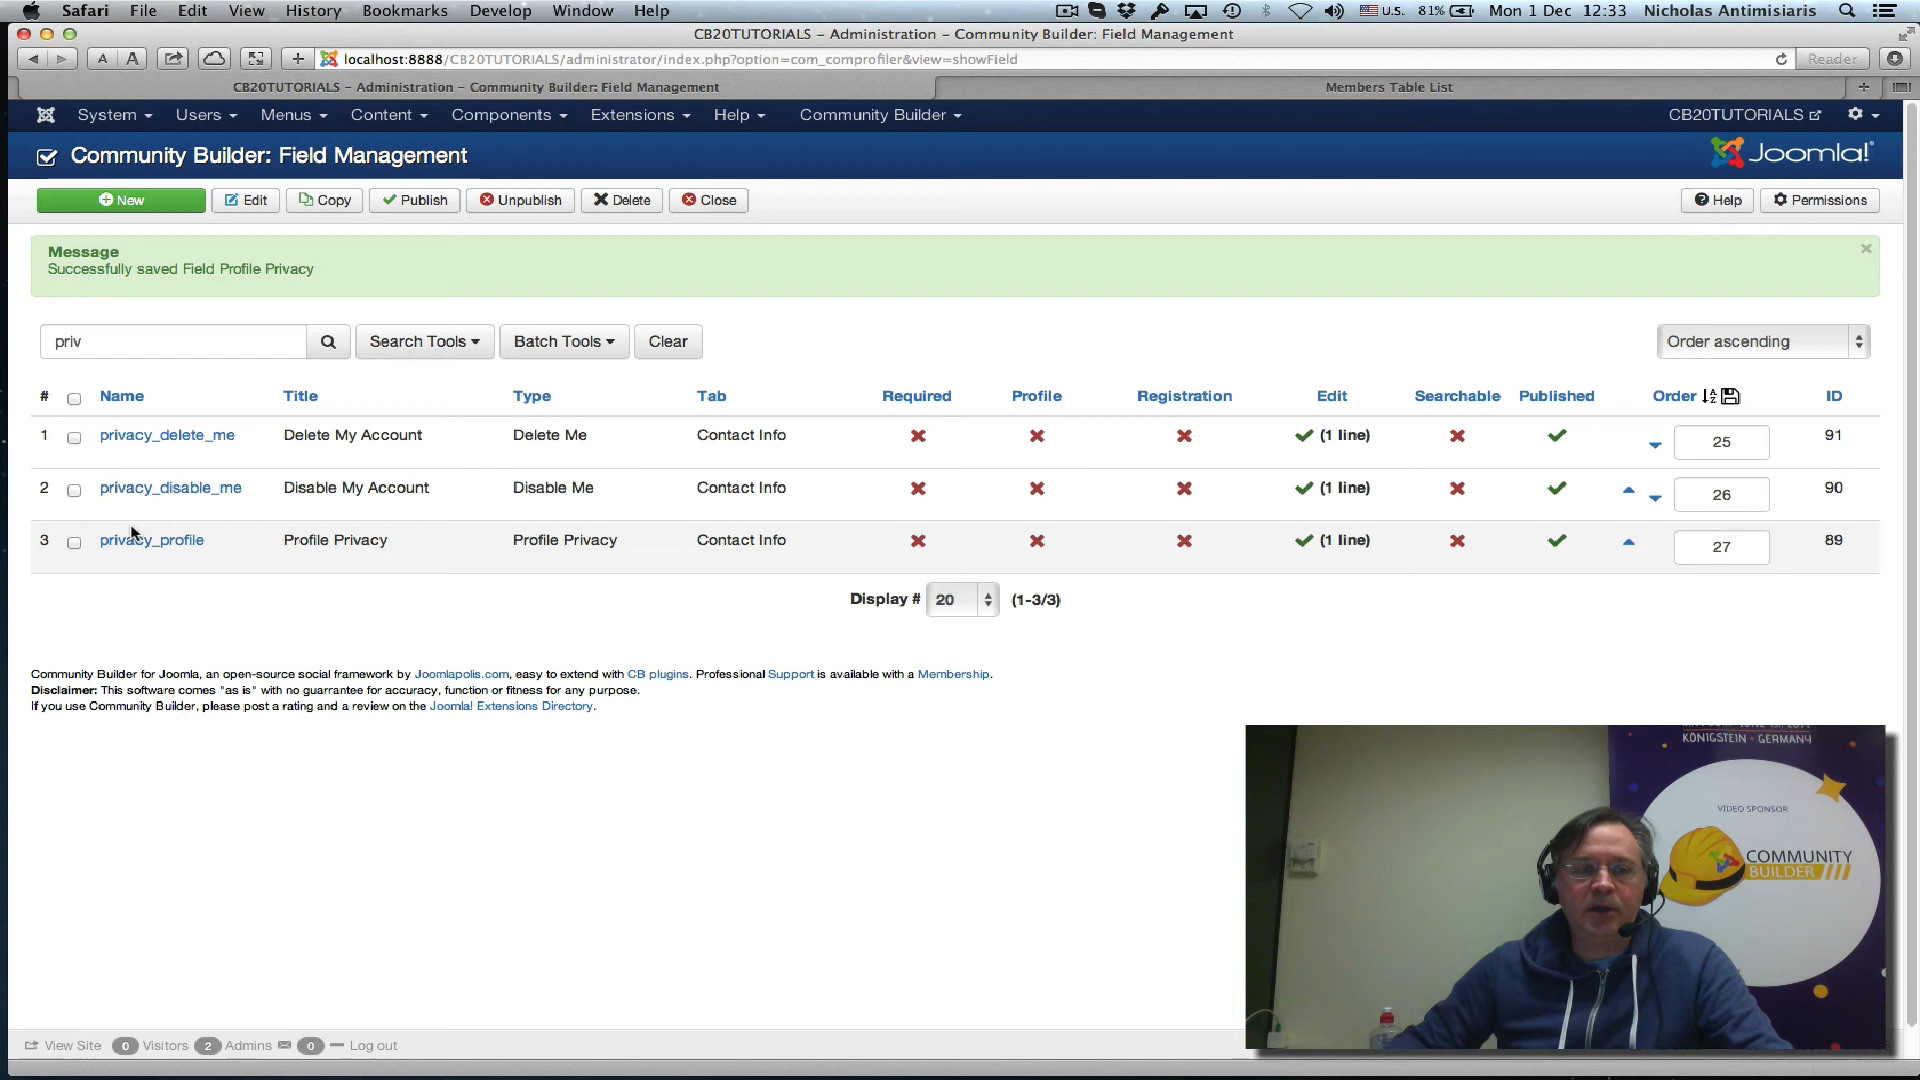 Safari File Edit View History Bookmarks Develop Window Help U.S. 81% Mon 1 Dec 12:33 Nicholas Antimisiaris
CB20TUTORIALS - Administration - Community Builder: Field Management
A A + localhost:8888/CB20TUTORIALS/administrator/index.php?option=com_comprofiler&view=showField Reader
CB20TUTORIALS - Administration - Community Builder: Field Management Members Table List +
System Users Menus Content Components Extensions Help Community Builder CB20TUTORIALS
Community Builder: Field Management Joomla!
New Edit Copy Publish Unpublish Delete Close Help Permissions
Message
Successfully saved Field Profile Privacy
priv Search Tools Batch Tools Clear Order ascending
# Name Title Type Tab Required Profile Registration Edit Searchable Published Order ID
1 privacy_delete_me Delete My Account Delete Me Contact Info (1 line) 25 91
2 privacy_disable_me Disable My Account Disable Me Contact Info (1 line) 26 90
3 privacy_profile Profile Privacy Profile Privacy Contact Info (1 line) 27 89
Display # 20 (1-3/3)
Community Builder for Joomla, an open-source social framework by Joomlapolis.com, easy to extend with CB plugins. Professional Support is available with a Membership.
Disclaimer: This software comes "as is" with no guarrantee for accuracy, function or fitness for any purpose.
If you use Community Builder, please post a rating and a review on the Joomla! Extensions Directory.
KÖNIGSTEIN - GERMANY
VIDEO SPONSOR
COMMUNITY
BUILDER
View Site 0 Visitors 2 Admins 0 Log out